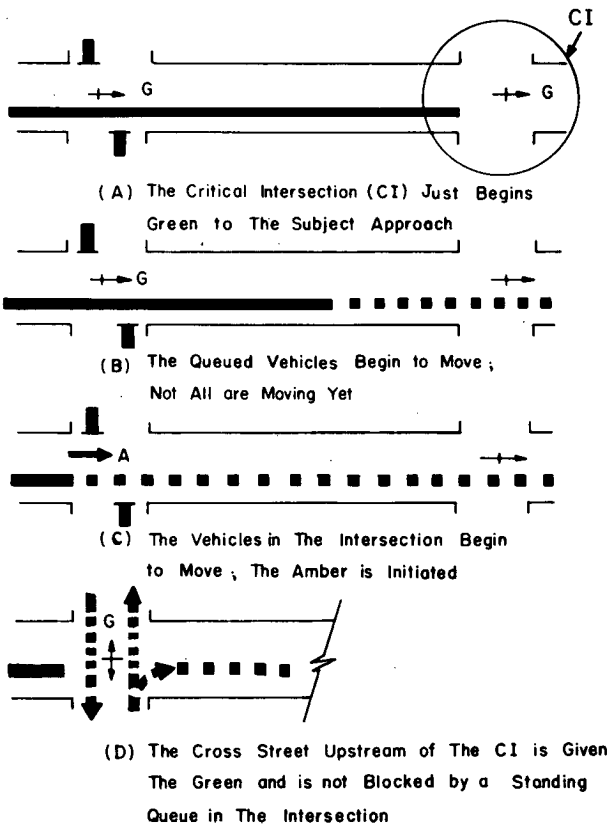 CI
G
G
(A) The Critical Intersection (CI) Just Begins
Green to The Subject Approach
G
(B) The Queued Vehicles Begin to Move;
Not All are Moving Yet
A
(C) The Vehicles in The Intersection Begin
to Move; The Amber is Initiated
G
(D) The Cross Street Upstream of The CI is Given
The Green and is not Blocked by a Standing
Queue in The Intersection